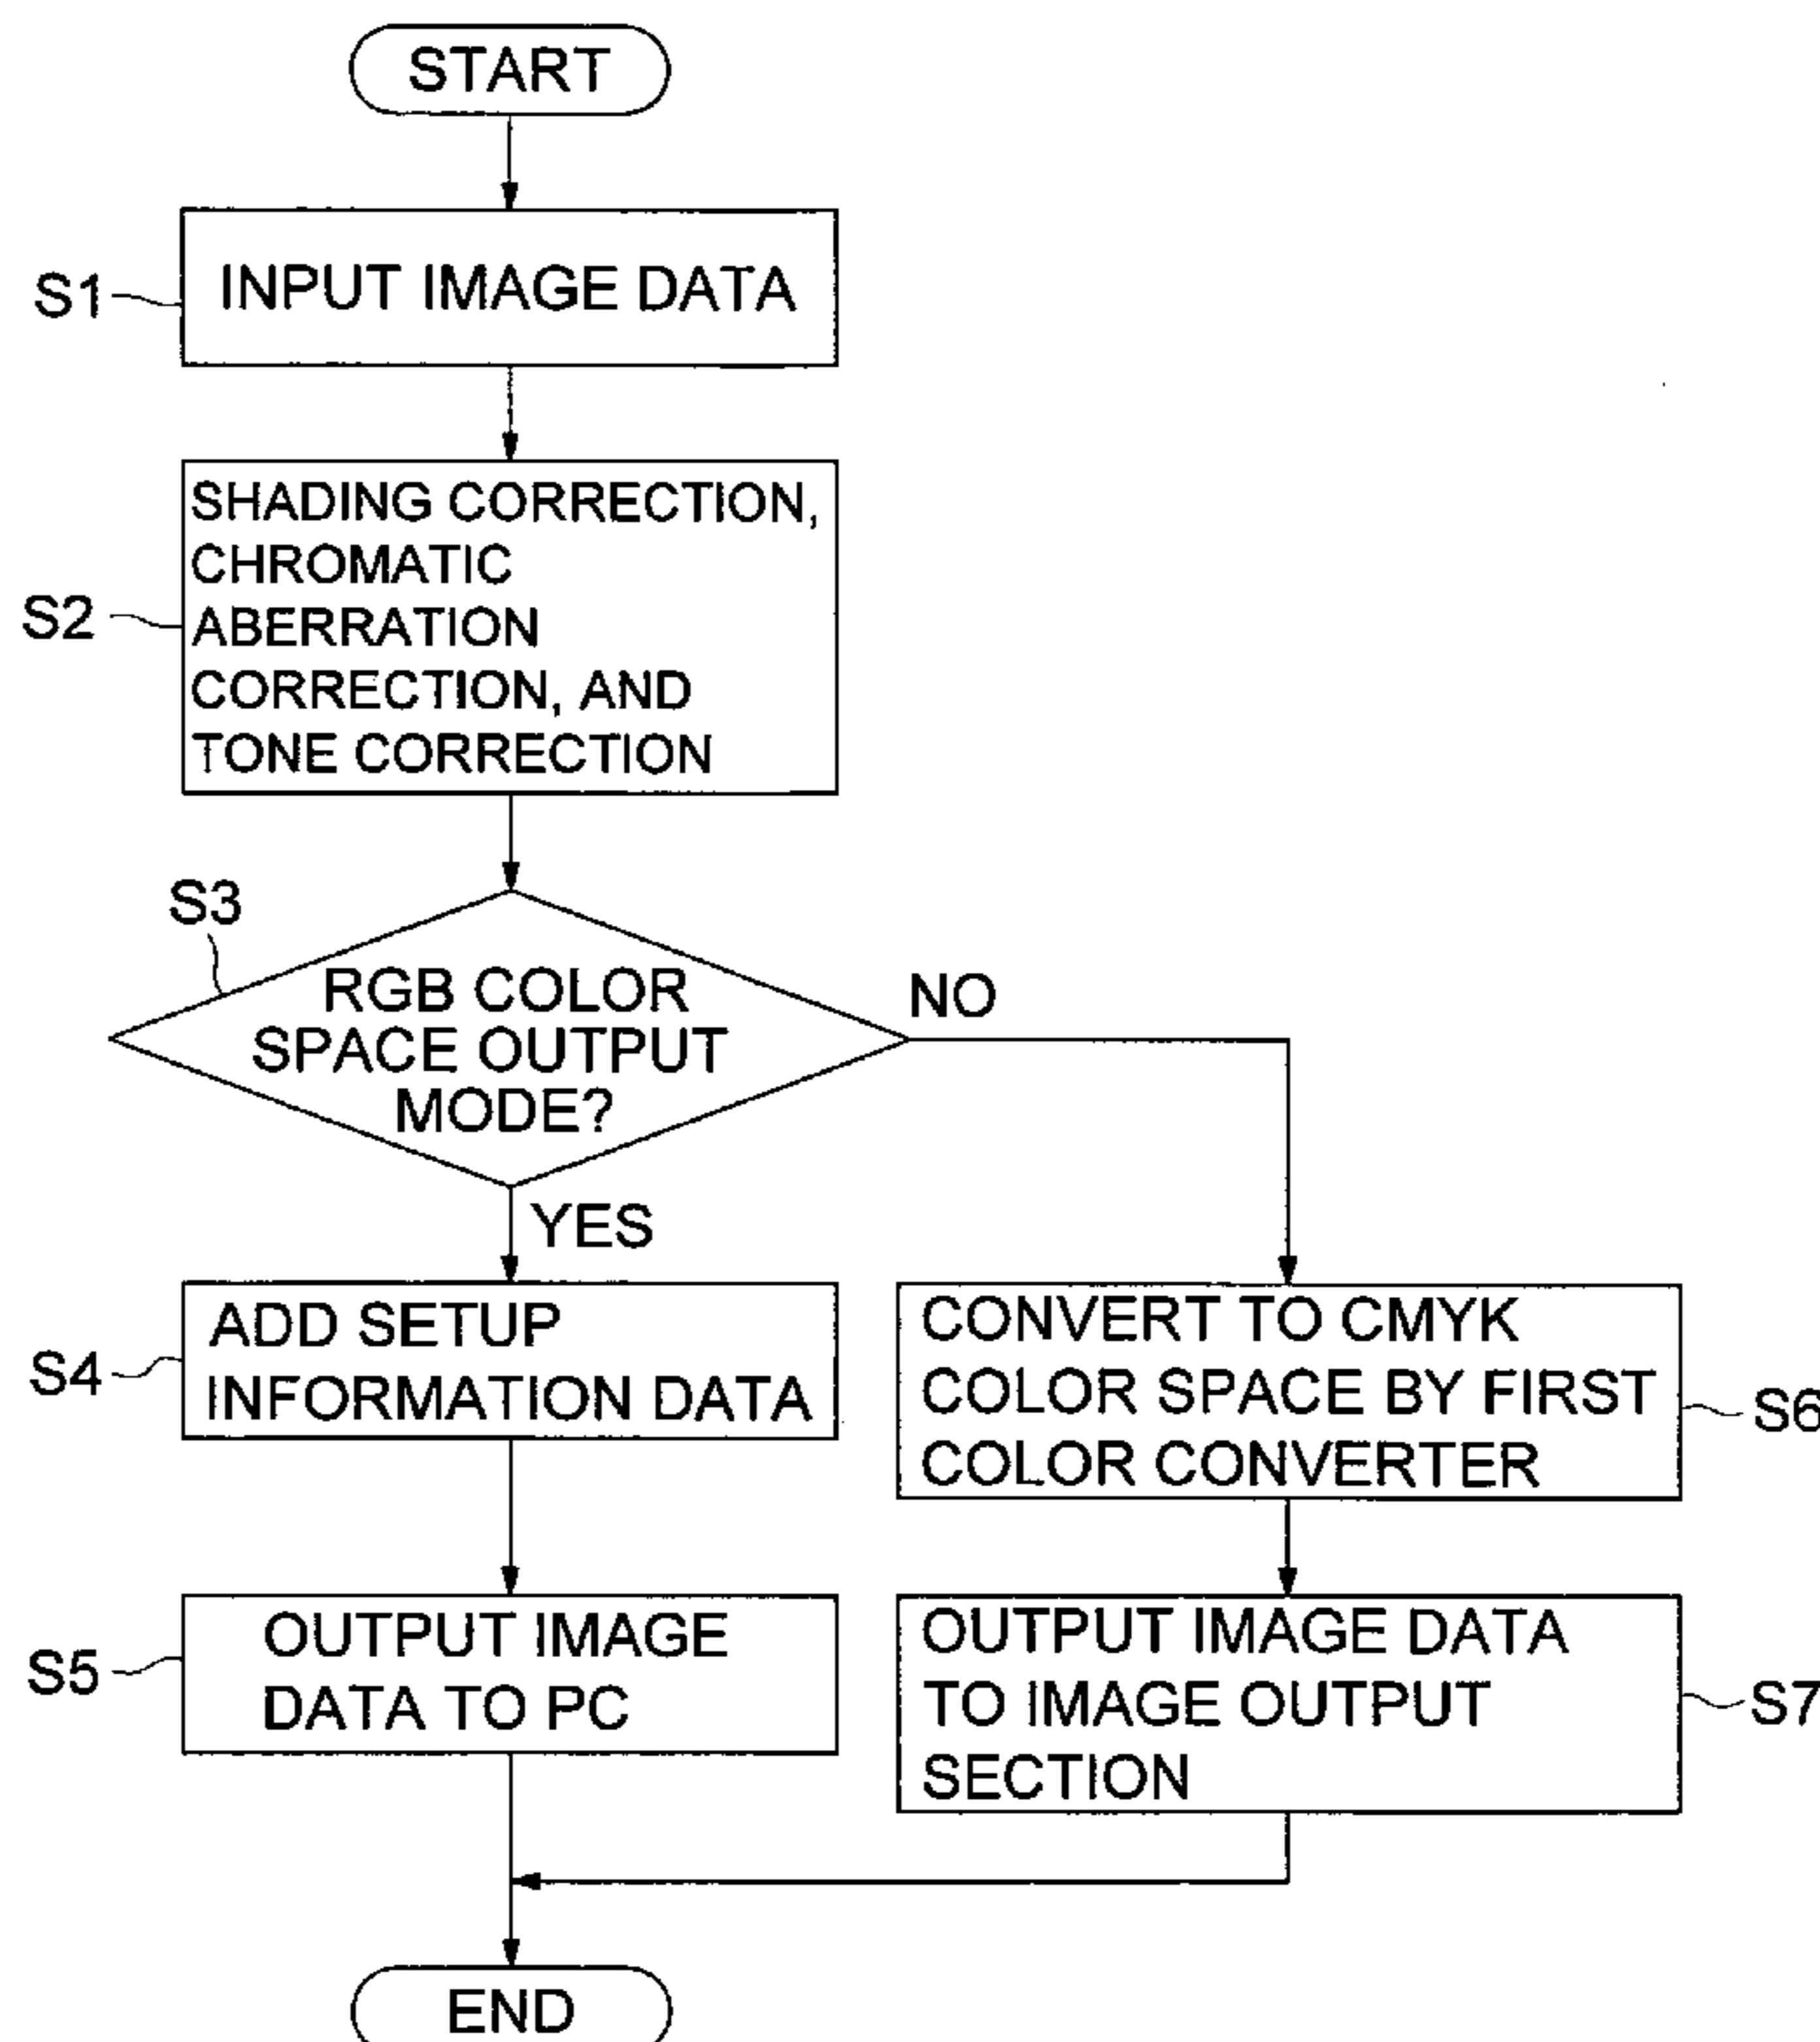 START
S1
INPUT IMAGE DATA
S2
SHADING CORRECTION,
CHROMATIC
ABERRATION
CORRECTION, AND
TONE CORRECTION
S3
RGB COLOR
SPACE OUTPUT
MODE?
NO
YES
S4
ADD SETUP
INFORMATION DATA
CONVERT TO CMYK
COLOR SPACE BY FIRST
COLOR CONVERTER
S6
S5
OUTPUT IMAGE
DATA TO PC
OUTPUT IMAGE DATA
TO IMAGE OUTPUT
SECTION
S7
END